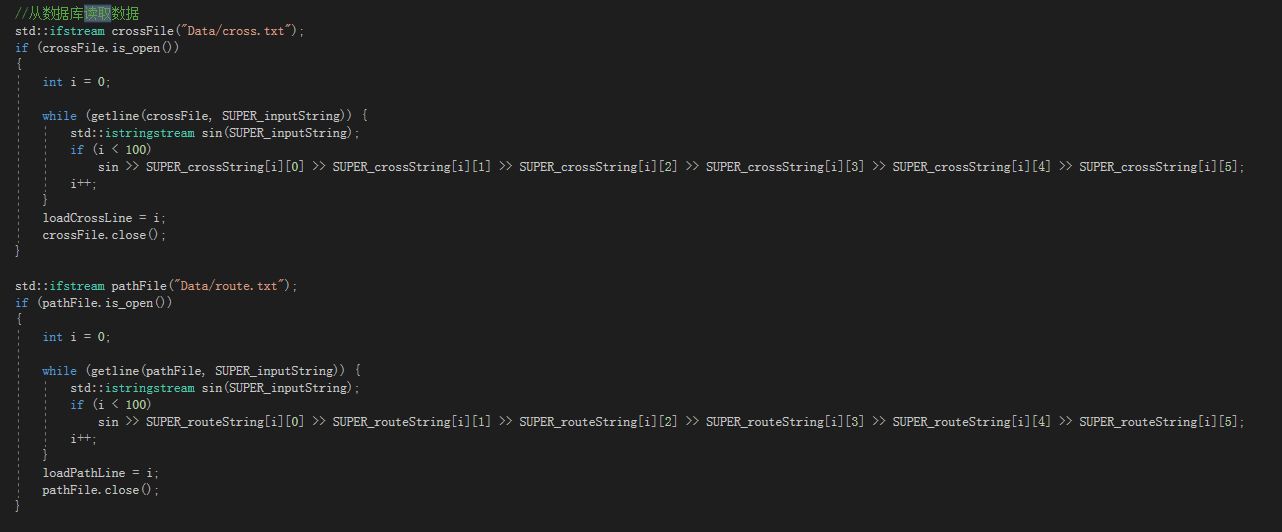 //从数据库读取数据
std::ifstream crossFile("Data/cross.txt");
if (crossFile.is_open())
{
    int i = 0;

    while (getline(crossFile, SUPER_inputString)) {
        std::istringstream sin(SUPER_inputString);
        if (i < 100)
            sin >> SUPER_crossString[i][0] >> SUPER_crossString[i][1] >> SUPER_crossString[i][2] >> SUPER_crossString[i][3] >> SUPER_crossString[i][4] >> SUPER_crossString[i][5];
        i++;
    }
    loadCrossLine = i;
    crossFile.close();
}

std::ifstream pathFile("Data/route.txt");
if (pathFile.is_open())
{
    int i = 0;

    while (getline(pathFile, SUPER_inputString)) {
        std::istringstream sin(SUPER_inputString);
        if (i < 100)
            sin >> SUPER_routeString[i][0] >> SUPER_routeString[i][1] >> SUPER_routeString[i][2] >> SUPER_routeString[i][3] >> SUPER_routeString[i][4] >> SUPER_routeString[i][5];
        i++;
    }
    loadPathLine = i;
    pathFile.close();
}